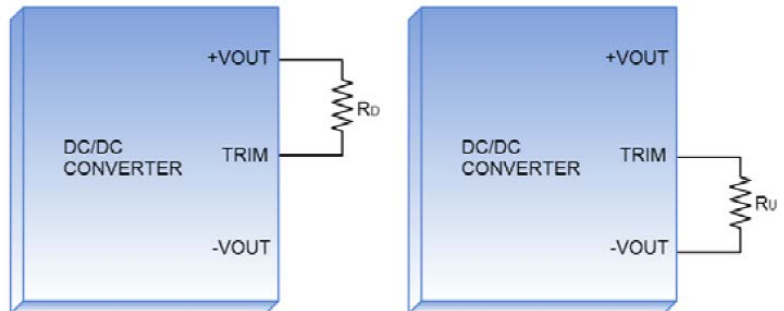 +VOUT
RD
DC/DC
CONVERTER
TRIM
-VOUT
+VOUT
DC/DC
CONVERTER
TRIM
RU
-VOUT